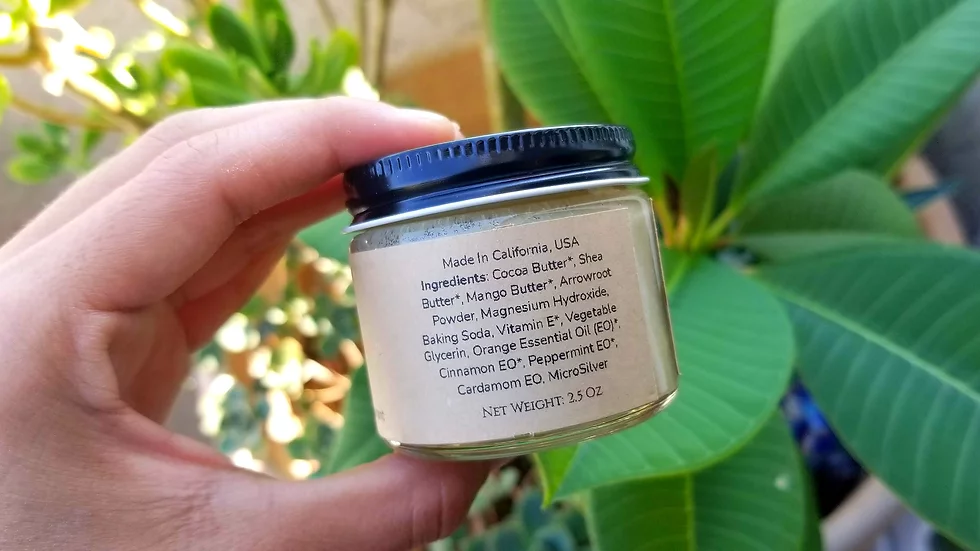 Made In California, USA
Ingredients: Cocoa Butter*, Shea
Butter*, Mango Butter*, Arrowroot
Powder, Magnesium Hydroxide,
Baking Soda, Vitamin E*, Vegetable
Glycerin, Orange Essential Oil (EO)*,
Cinnamon EO*, Peppermint EO*,
Cardamom EO, MicroSilver
Net Weight: 2.5 Oz